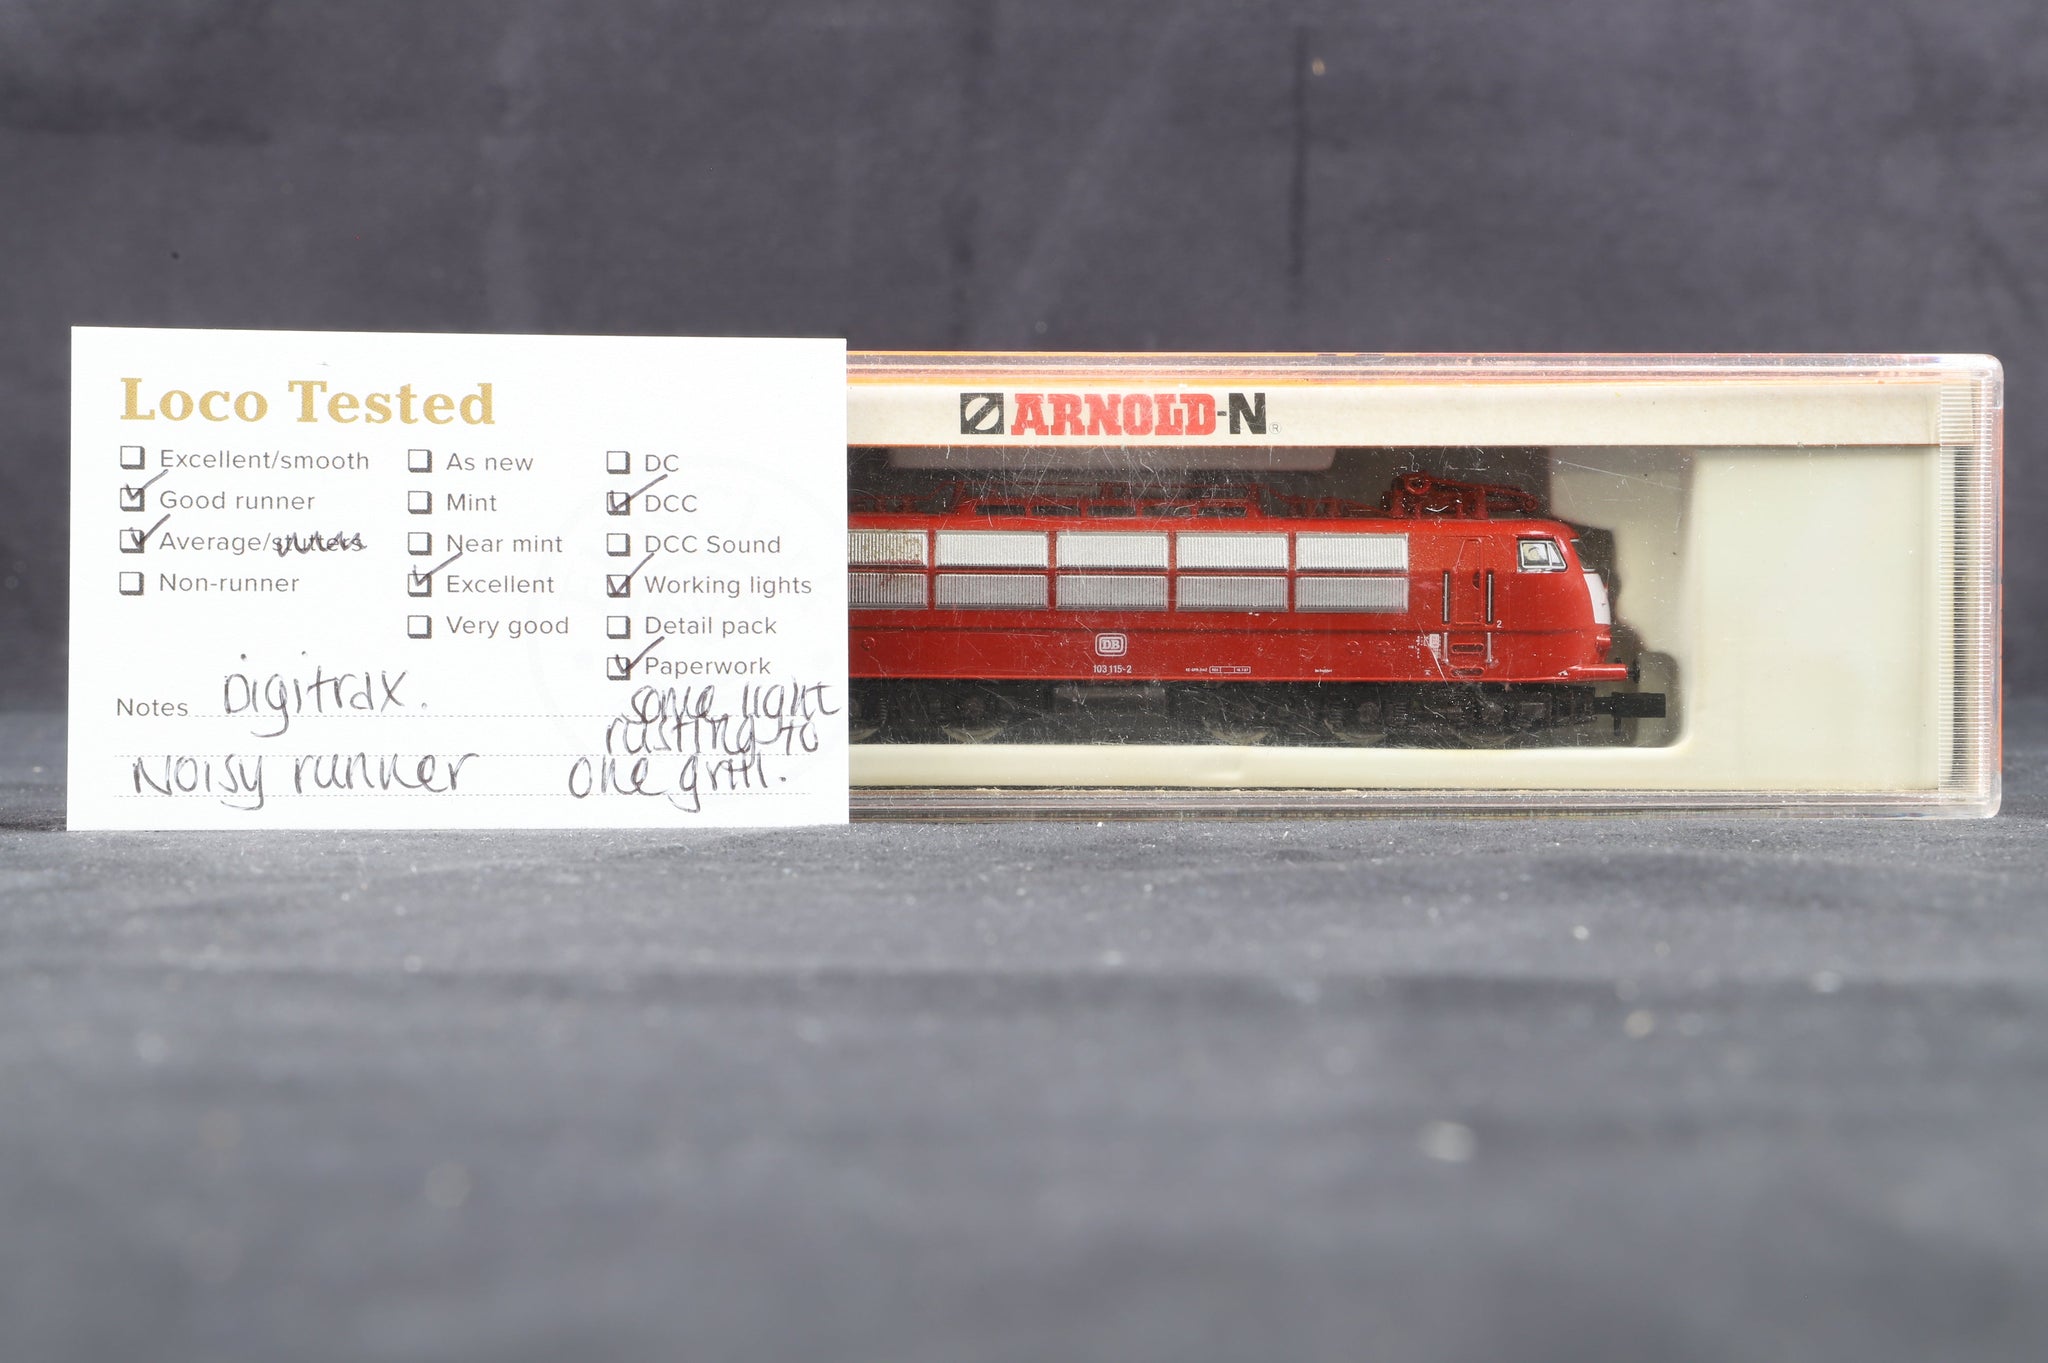 Loco Tested
Excellent/smooth
Good runner
Average/stutters
Non-runner
As new
Mint
Near mint
Excellent
Very good
DC
DCC
DCC Sound
Working lights
Detail pack
Paperwork
Notes Digitrax.
Noisy runner
some light
rusting to
one grill.
ARNOLD-N®
DB
103 115-2
2